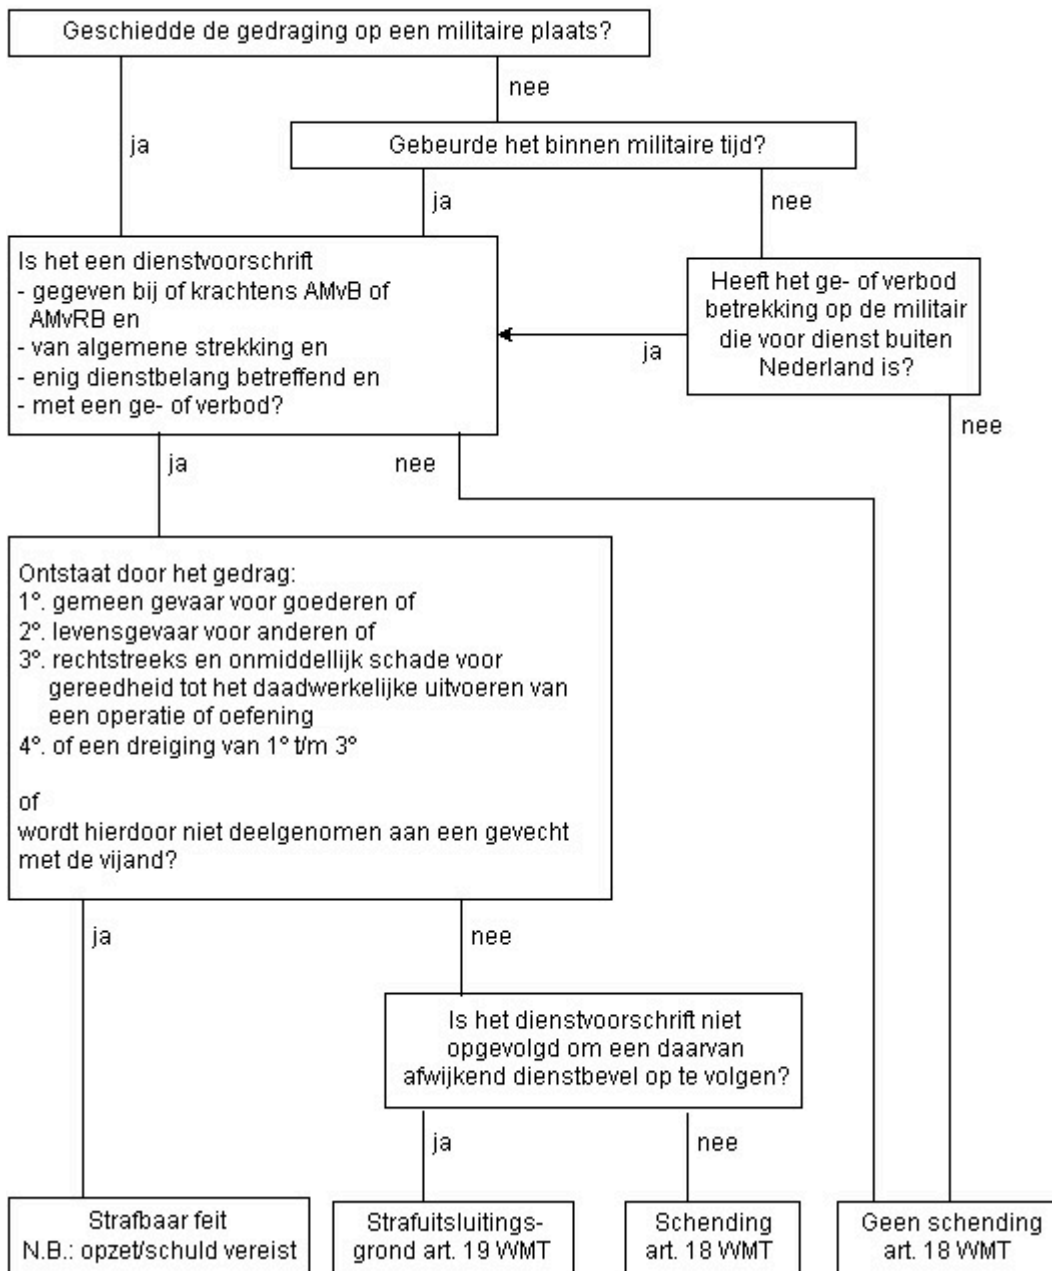 Geschiedde de gedraging op een militaire plaats?
nee
ja
Gebeurde het binnen militaire tijd?
ja
nee
Is het een dienstvoorschrift
- gegeven bij of krachtens AMvB of
AMvRB en
- van algemene strekking en
- enig dienstbelang betreffend en
- met een ge- of verbod?
Heeft het ge- of verbod
betrekking op de militair
die voor dienst buiten
Nederland is?
ja
nee
ja
nee
Ontstaat door het gedrag:
1º. gemeen gevaar voor goederen of
2º. levensgevaar voor anderen of
3º. rechtstreeks en onmiddellijk schade voor
gereedheid tot het daadwerkelijke uitvoeren van
een operatie of oefening
4º. of een dreiging van 1º t/m 3º
of
wordt hierdoor niet deelgenomen aan een gevecht
met de vijand?
ja
nee
Is het dienstvoorschrift niet
opgevolgd om een daarvan
afwijkend dienstbevel op te volgen?
ja
nee
Strafbaar feit
N.B.: opzet/schuld vereist
Strafuitsluitings-
grond art. 19 WMT
Schending
art. 18 WMT
Geen schending
art. 18 WMT